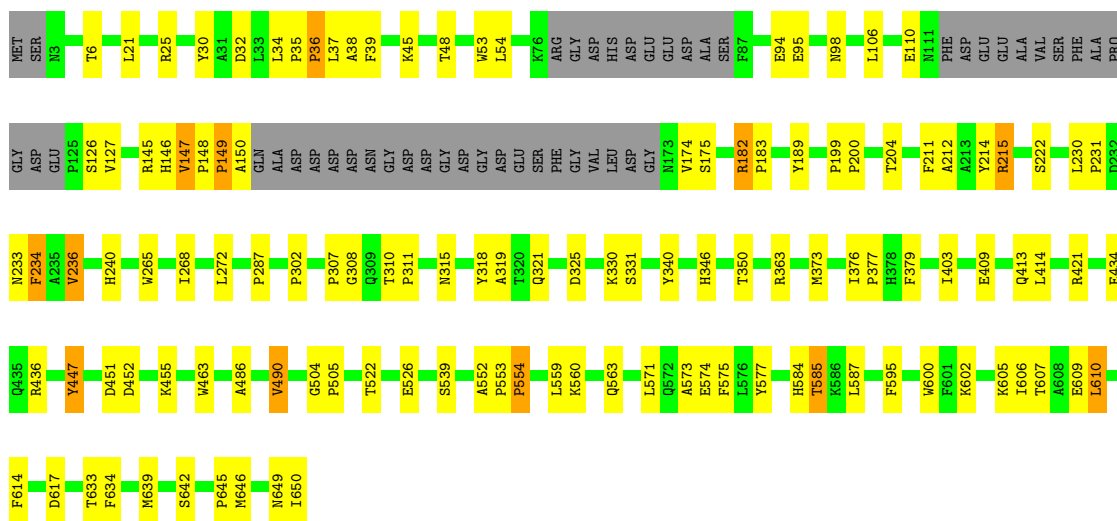 MET SER N3 T6 L21 R25 Y30 A31 D32 L33 L34 P35 P36 L37 A38 F39 K45 T48 W53 L54 K76 ARG GLY ASP HIS ASP GLU GLU ASP ALA SER F87 E94 E95 N98 L106 E110 N111 PHE ASP GLU GLU ALA VAL SER PHE ALA PRO
GLY ASP GLU P125 S126 V127 R145 H146 V147 P148 P149 A150 GLN ALA ASP ASP ASP ASP ASN GLY ASP ASP GLY ASP GLY ASP GLU SER PHE GLY VAL LEU ASP GLY N173 V174 S175 R182 P183 Y189 P199 P200 T204 F211 A212 A213 Y214 R215 S222 L230 P231 D232
N233 F234 A235 V236 H240 W265 I268 L272 P287 P302 P307 G308 Q309 T310 P311 N315 Y318 A319 T320 Q321 D325 K330 S331 Y340 H346 T350 R363 M373 I376 P377 H378 F379 I403 E409 Q413 L414 R421 E434
Q435 R436 Y447 D451 D452 K455 W463 A486 V490 G504 P505 T522 E526 S539 A552 P553 P554 L559 K560 Q563 L571 Q572 A573 E574 F575 L576 Y577 H584 T585 K586 L587 F595 W600 F601 K602 K605 I606 T607 A608 E609 L610
F614 D617 T633 F634 M639 S642 P645 M646 N649 I650